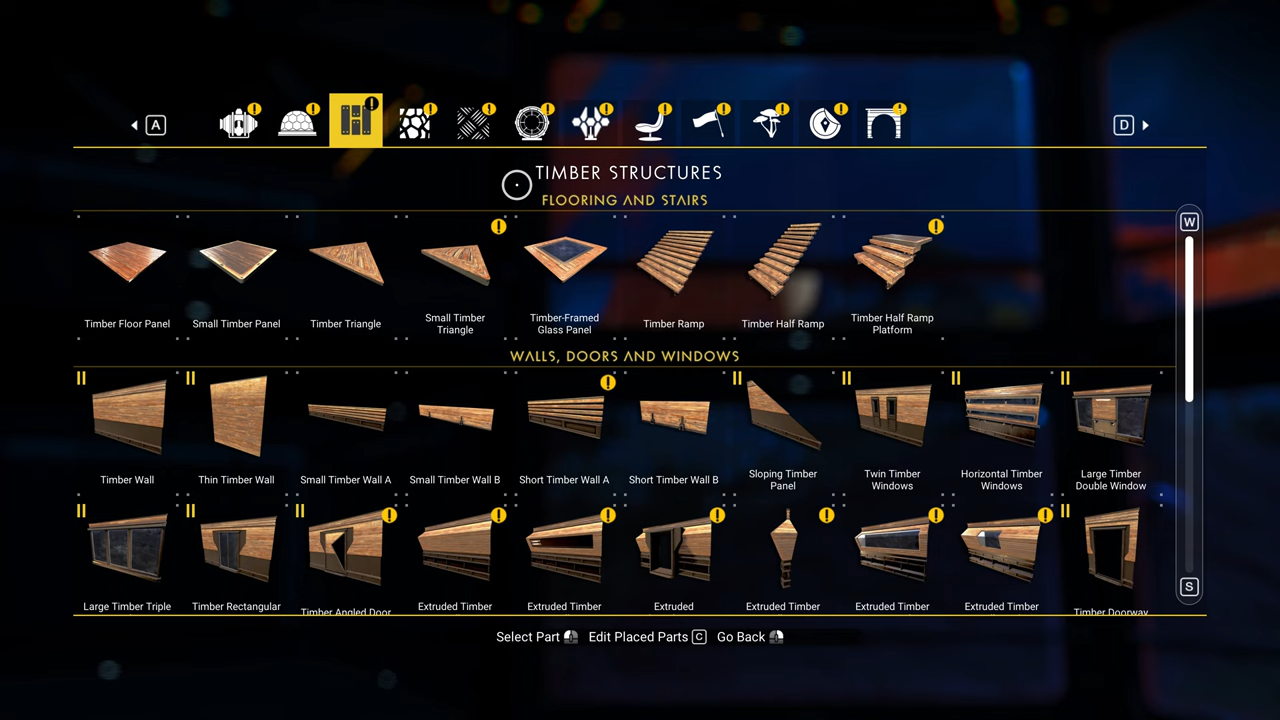 A
D
TIMBER STRUCTURES
FLOORING AND STAIRS
W
Timber Floor Panel
Small Timber Panel
Timber Triangle
Small Timber
Triangle
Timber-Framed
Glass Panel
Timber Ramp
Timber Half Ramp
Timber Half Ramp
Platform
WALLS, DOORS AND WINDOWS
Timber Wall
Thin Timber Wall
Small Timber Wall A
Small Timber Wall B
Short Timber Wall A
Short Timber Wall B
Sloping Timber
Panel
Twin Timber
Windows
Horizontal Timber
Windows
Large Timber
Double Window
Large Timber Triple
Timber Rectangular
Timber Angled Door
Extruded Timber
Extruded Timber
Extruded
Extruded Timber
Extruded Timber
Extruded Timber
Timber Doorway
S
Select Part
Edit Placed Parts C
Go Back